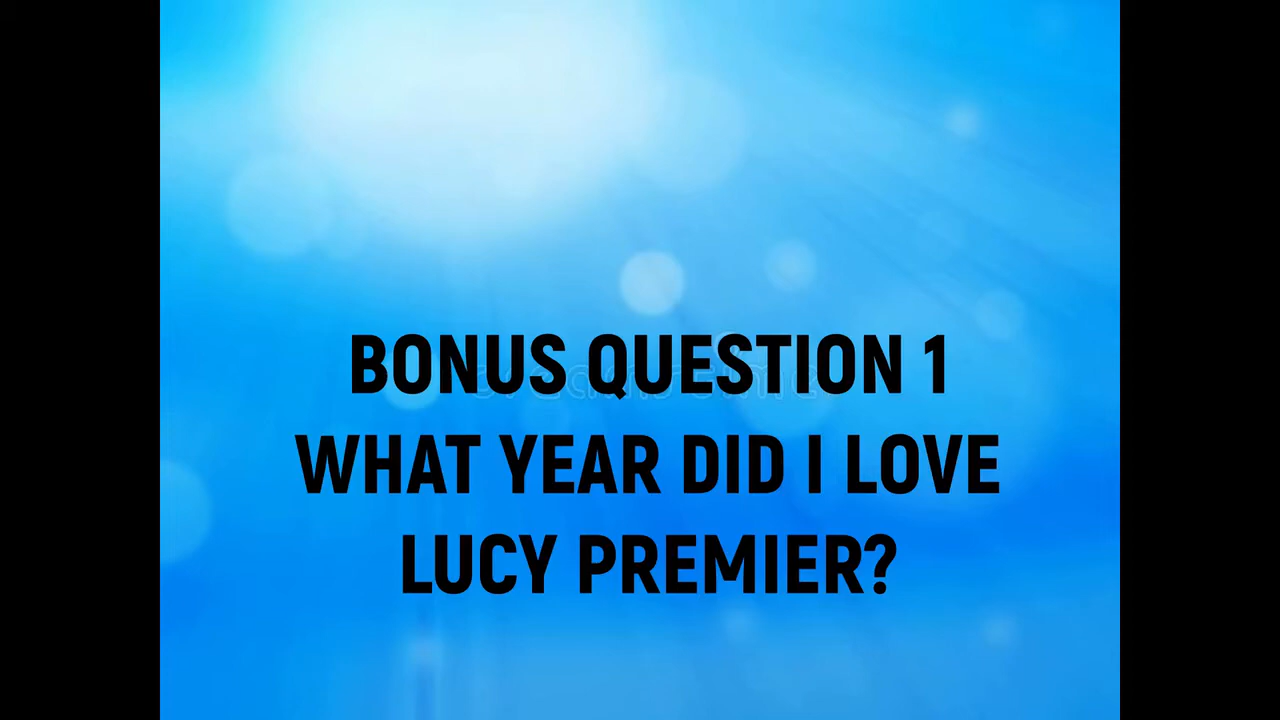 BONUS QUESTION 1
WHAT YEAR DID I LOVE
LUCY PREMIER?